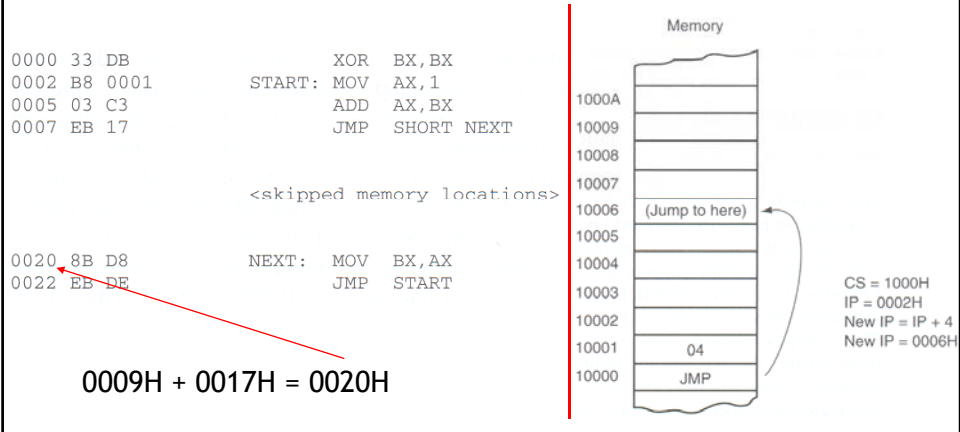 0000 33 DB XOR BX,BX
0002 B8 0001 START: MOV AX,1
0005 03 C3 ADD AX,BX
0007 EB 17 JMP SHORT NEXT
<skipped memory locations>
0020 8B D8 NEXT: MOV BX,AX
0022 EB DE JMP START
0009H + 0017H = 0020H
Memory
1000A
10009
10008
10007
10006 (Jump to here)
10005
10004
10003
10002
10001 04
10000 JMP
CS = 1000H
IP = 0002H
New IP = IP + 4
New IP = 0006H